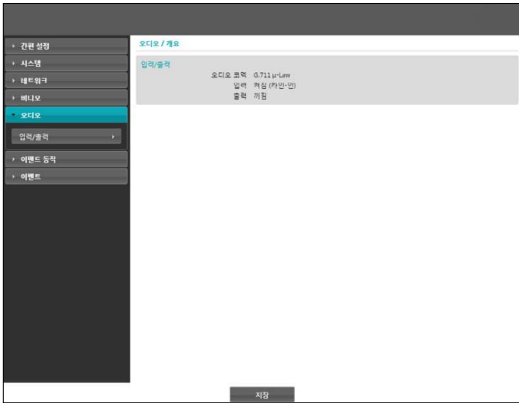 간편 설정
시스템
네트워크
비디오
오디오
입력/출력
이벤트 동작
이벤트
오디오 / 개요
입력/출력
오디오 코덱 G.711 μ-Law
입력 켜짐 (라인-인)
출력 꺼짐
저장